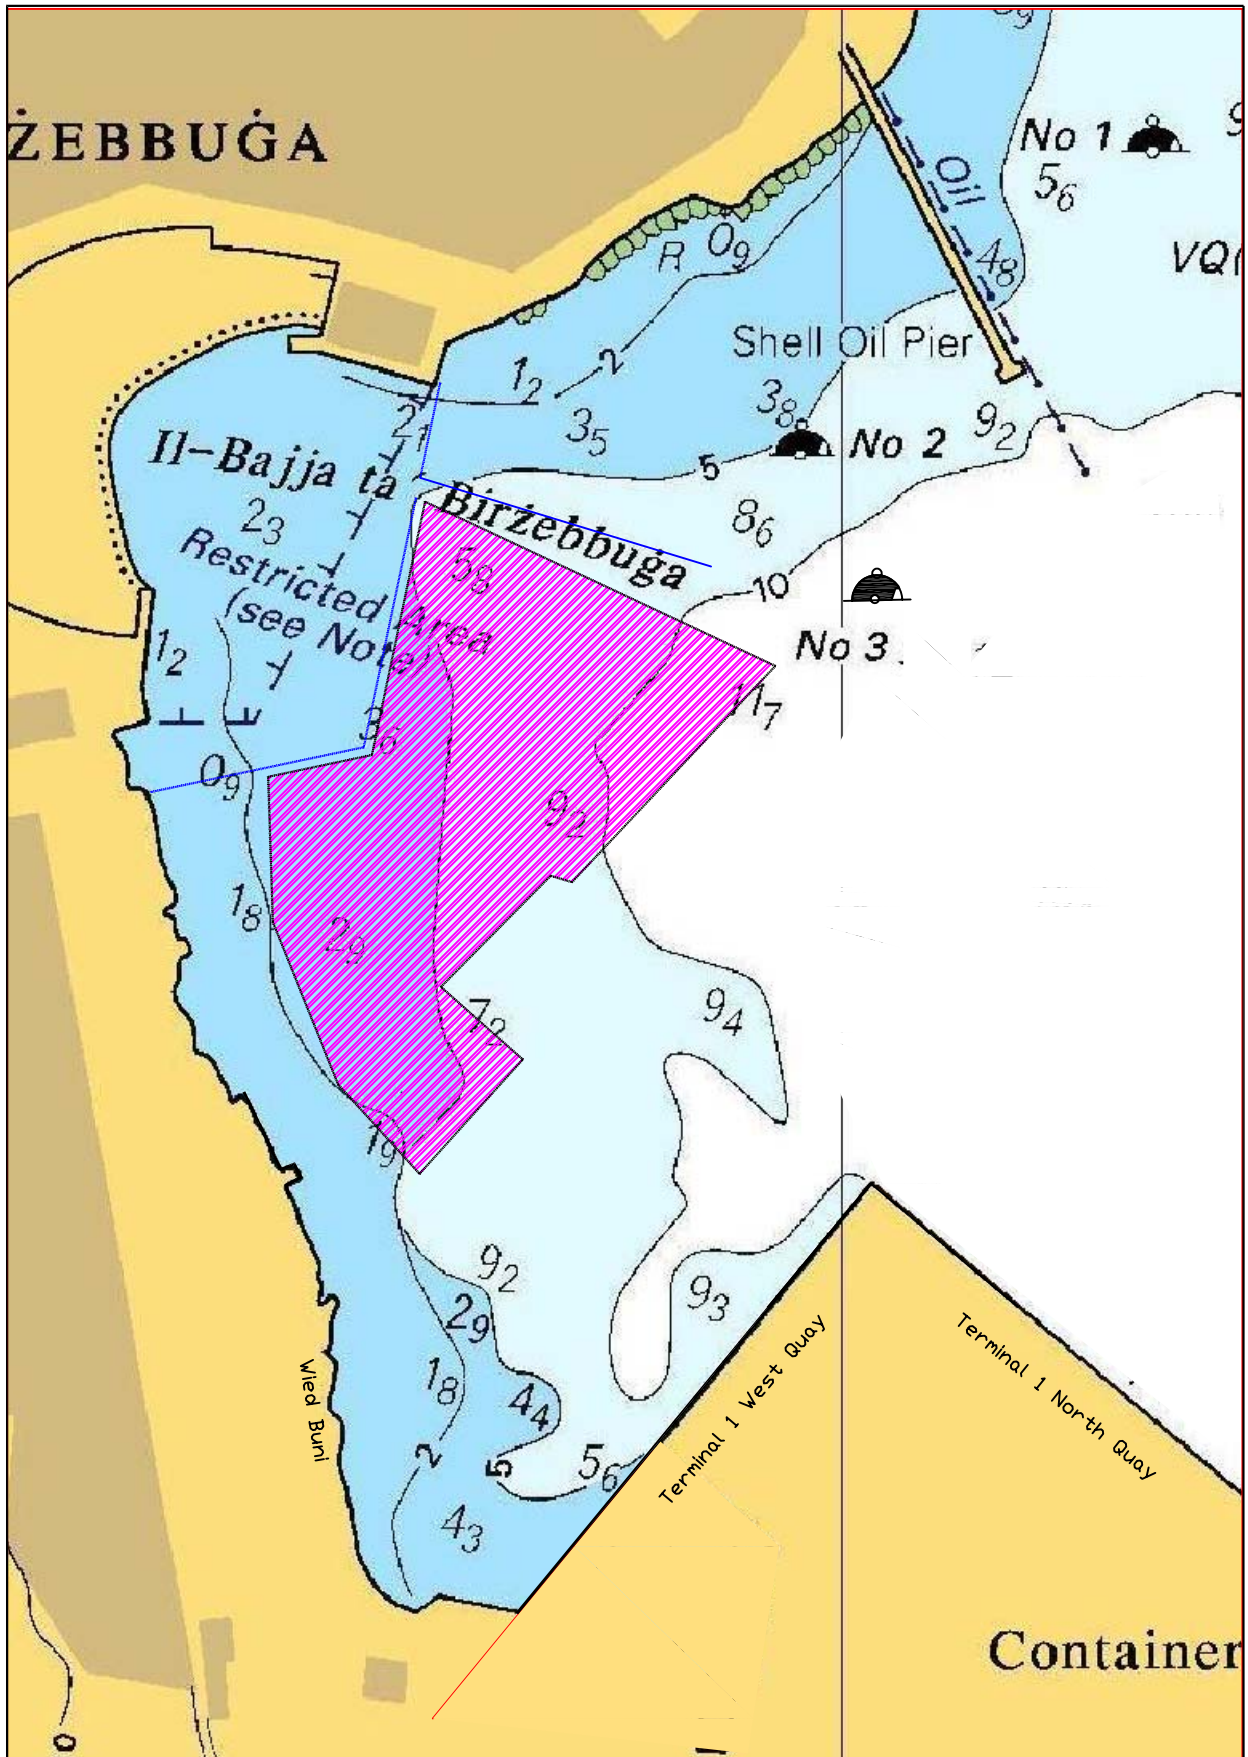 ŻEBBUĠA
No 1
5₆
Oil
VQ(
R
0₉
4₈
Shell Oil Pier
1₂
2
3₈
9₂
2₁
3₅
No 2
Il-Bajja ta'
Birżebbuġa
5
2₃
8₆
Restricted Area
(see Note)
5₈
10
No 3
1₂
11₇
3₆
0₉
9₂
1₈
2₉
9₄
7₂
1₉
9₂
9₃
2₉
Terminal 1 West Quay
Terminal 1 North Quay
Wied Buni
1₈
4₄
2
5
5₆
4₃
Container
0